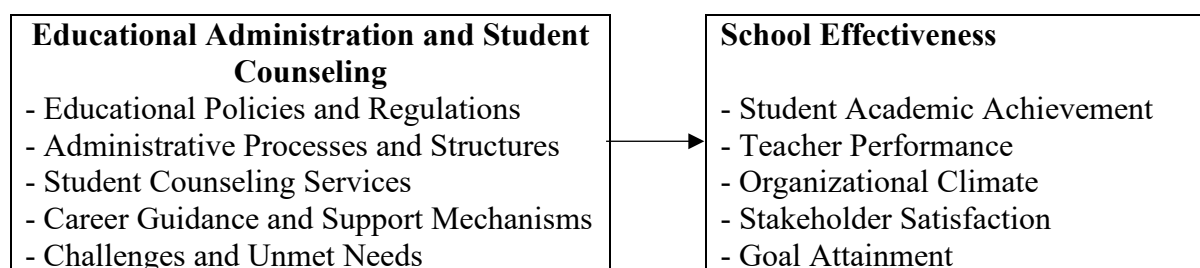 Educational Administration and Student
Counseling
- Educational Policies and Regulations
- Administrative Processes and Structures
- Student Counseling Services
- Career Guidance and Support Mechanisms
- Challenges and Unmet Needs
School Effectiveness
- Student Academic Achievement
- Teacher Performance
- Organizational Climate
- Stakeholder Satisfaction
- Goal Attainment